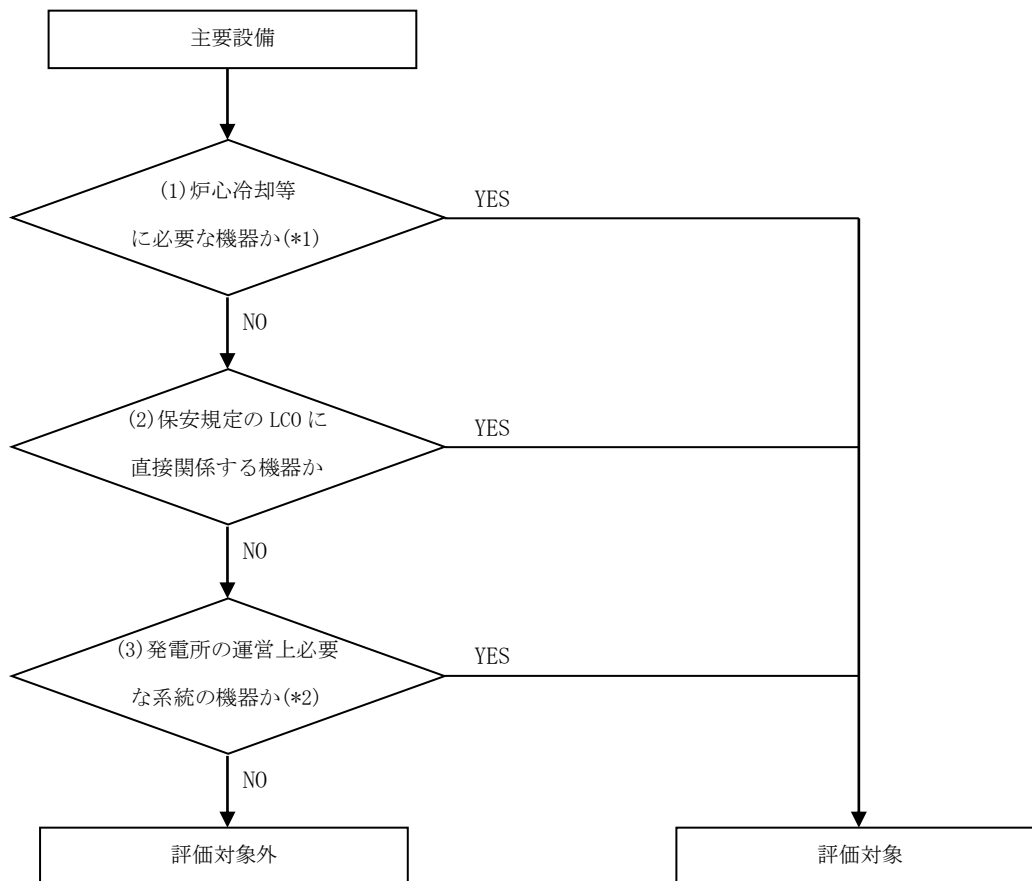 主要設備
(1)炉心冷却等
に必要な機器か(*1)
YES
NO
(2)保安規定の LCO に
直接関係する機器か
YES
NO
(3)発電所の運営上必要
な系統の機器か(*2)
YES
NO
評価対象外
評価対象